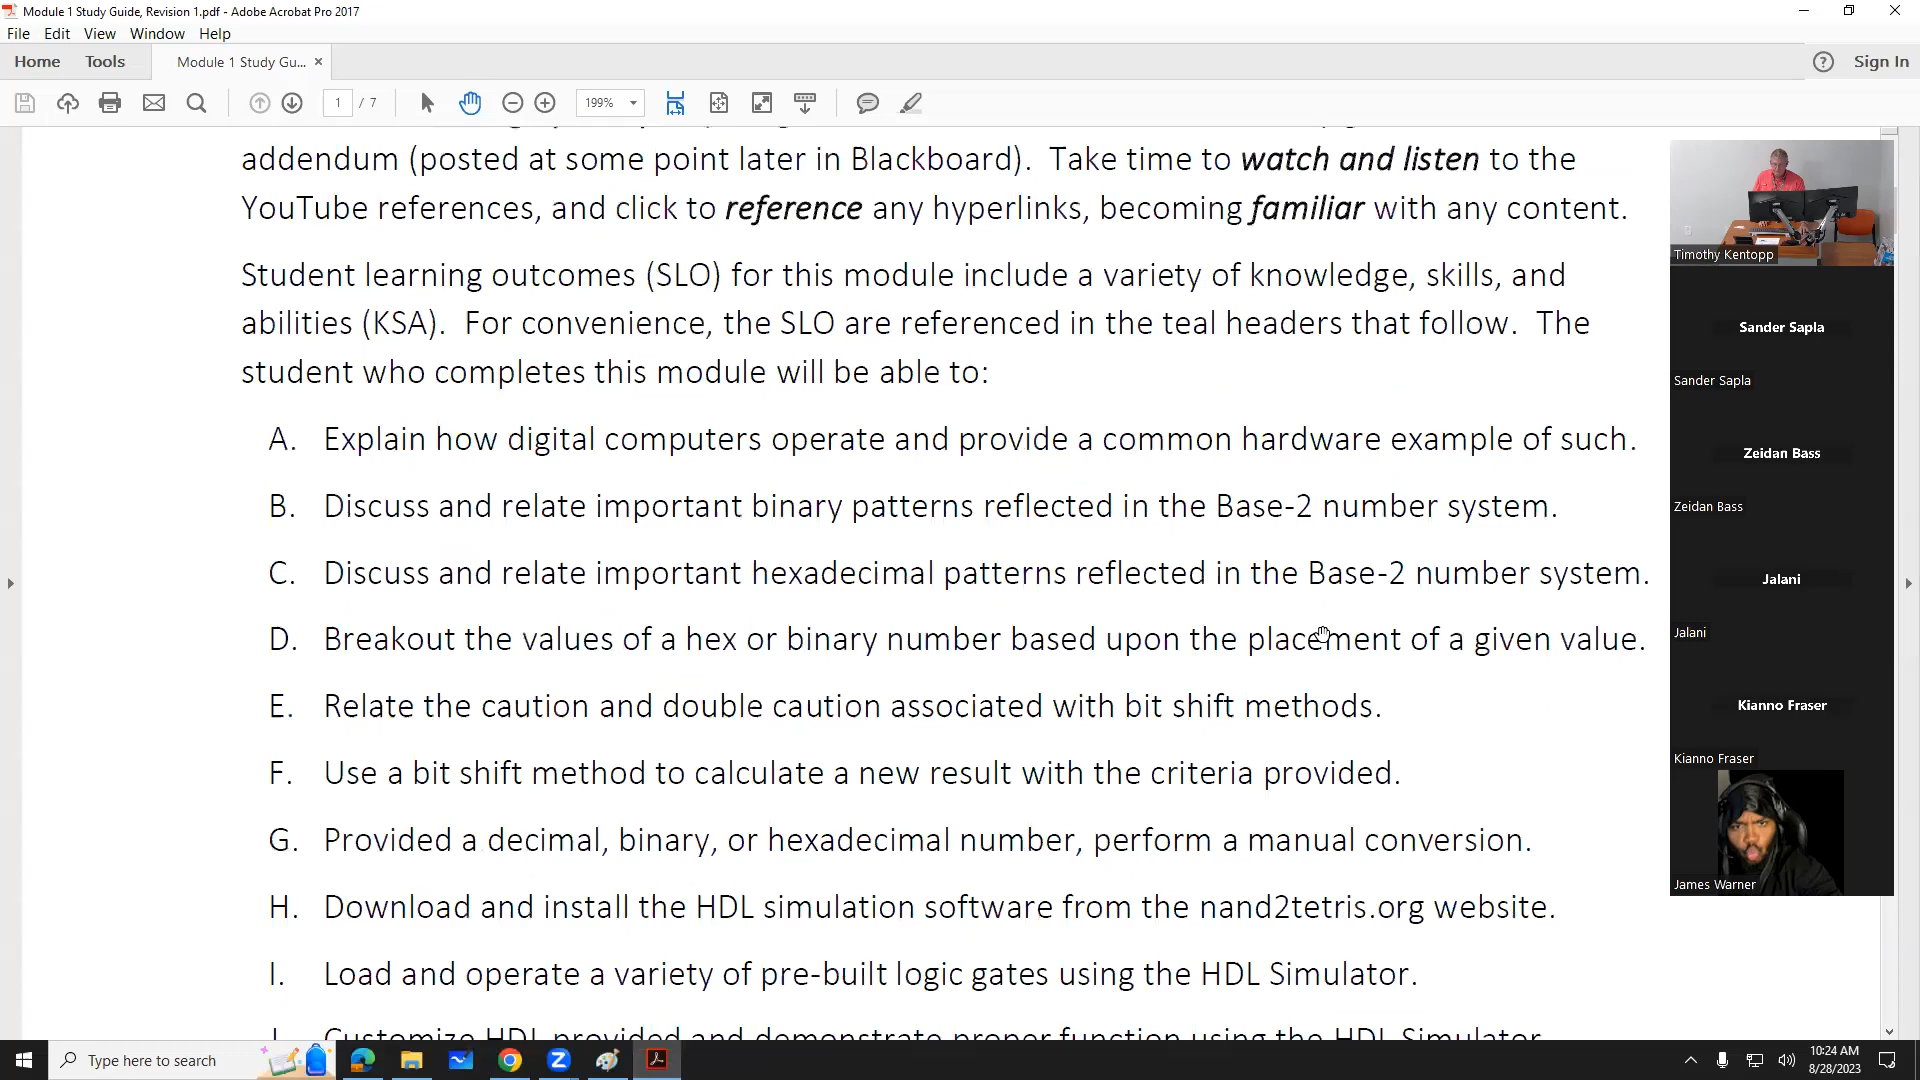 Module 1 Study Guide, Revision 1.pdf - Adobe Acrobat Pro 2017
File Edit View Window Help
Home Tools Module 1 Study Gu... × Sign In
1 / 7 199%
addendum (posted at some point later in Blackboard).  Take time to watch and listen to the
YouTube references, and click to reference any hyperlinks, becoming familiar with any content.
Student learning outcomes (SLO) for this module include a variety of knowledge, skills, and
abilities (KSA).  For convenience, the SLO are referenced in the teal headers that follow.  The
student who completes this module will be able to:
A. Explain how digital computers operate and provide a common hardware example of such.
B. Discuss and relate important binary patterns reflected in the Base-2 number system.
C. Discuss and relate important hexadecimal patterns reflected in the Base-2 number system.
D. Breakout the values of a hex or binary number based upon the placement of a given value.
E. Relate the caution and double caution associated with bit shift methods.
F. Use a bit shift method to calculate a new result with the criteria provided.
G. Provided a decimal, binary, or hexadecimal number, perform a manual conversion.
H. Download and install the HDL simulation software from the nand2tetris.org website.
I. Load and operate a variety of pre-built logic gates using the HDL Simulator.
J. Customize HDL provided and demonstrate proper function using the HDL Simulator.
Timothy Kentopp
Sander Sapla
Sander Sapla
Zeidan Bass
Zeidan Bass
Jalani
Jalani
Kianno Fraser
Kianno Fraser
James Warner
Type here to search
10:24 AM
8/28/2023